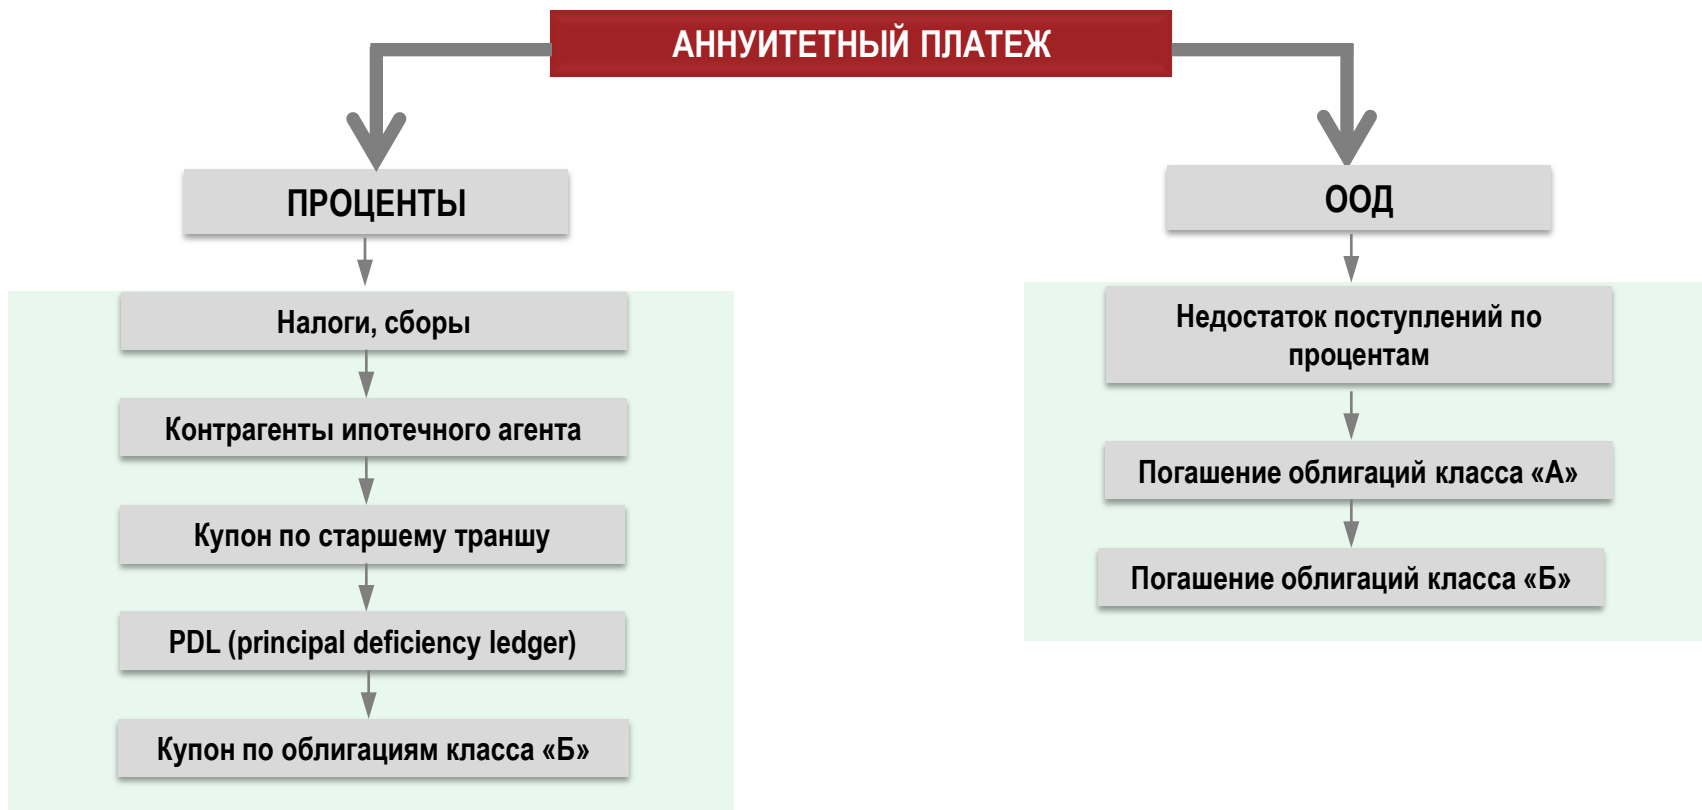 АННУИТЕТНЫЙ ПЛАТЕЖ
ПРОЦЕНТЫ
Налоги, сборы
Контрагенты ипотечного агента
Купон по старшему траншу
PDL (principal deficiency ledger)
Купон по облигациям класса «Б»
ООД
Недостаток поступлений по
процентам
Погашение облигаций класса «А»
Погашение облигаций класса «Б»